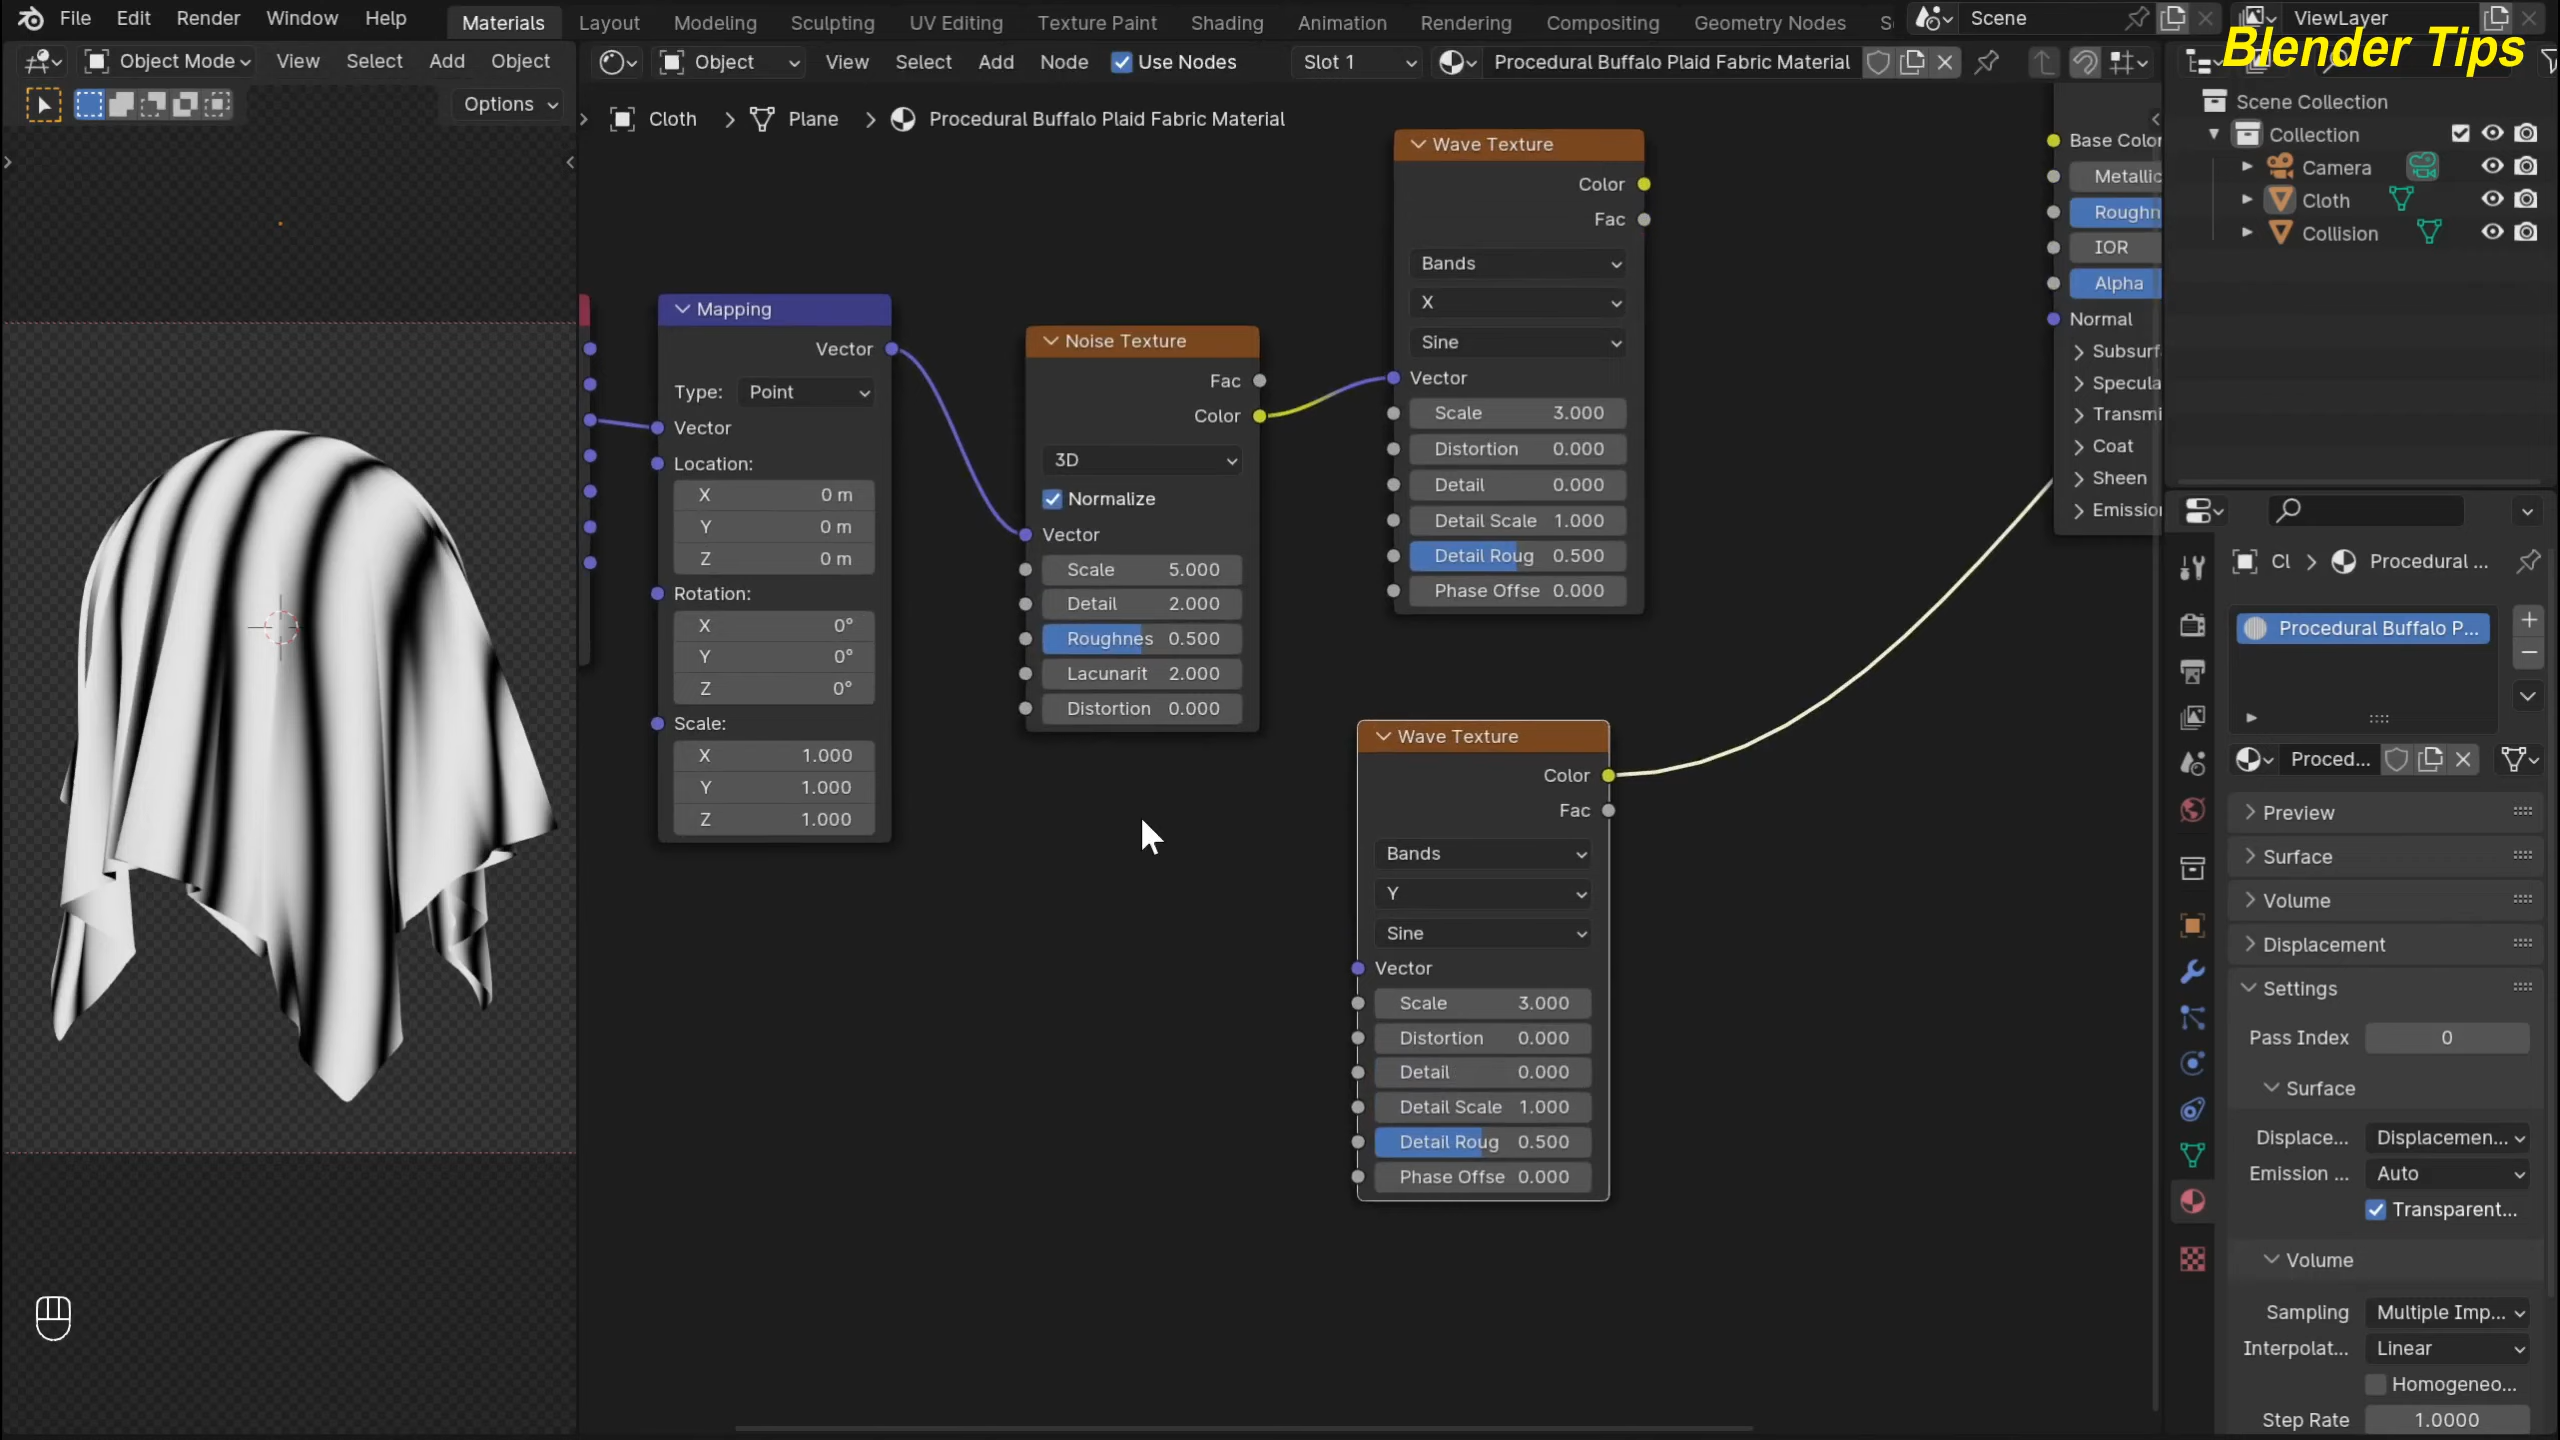 File Edit Render Window Help
Materials Layout Modeling Sculpting UV Editing Texture Paint Shading Animation Rendering Compositing Geometry Nodes
Scene
ViewLayer
Blender Tips
Object Mode View Select Add Object
Object View Select Add Node Use Nodes Slot 1 Procedural Buffalo Plaid Fabric Material
Options
Cloth > Plane > Procedural Buffalo Plaid Fabric Material
Mapping
Vector
Type: Point
Vector
Location:
X 0 m
Y 0 m
Z 0 m
Rotation:
X 0°
Y 0°
Z 0°
Scale:
X 1.000
Y 1.000
Z 1.000
Noise Texture
Fac
Color
3D
Normalize
Vector
Scale 5.000
Detail 2.000
Roughnes 0.500
Lacunarit 2.000
Distortion 0.000
Wave Texture
Color
Fac
Bands
X
Sine
Vector
Scale 3.000
Distortion 0.000
Detail 0.000
Detail Scale 1.000
Detail Roug 0.500
Phase Offse 0.000
Wave Texture
Color
Fac
Bands
Y
Sine
Vector
Scale 3.000
Distortion 0.000
Detail 0.000
Detail Scale 1.000
Detail Roug 0.500
Phase Offse 0.000
Base Color
Metallic
Roughn
IOR
Alpha
Normal
Subsurf
Specula
Transmi
Coat
Sheen
Emission
Scene Collection
Collection
Camera
Cloth
Collision
Cl > Procedural ...
Procedural Buffalo P...
Proced...
Preview
Surface
Volume
Displacement
Settings
Pass Index 0
Surface
Displace... Displacemen...
Emission ... Auto
Transparent...
Volume
Sampling Multiple Imp...
Interpolat... Linear
Homogeneo...
Step Rate 1.0000